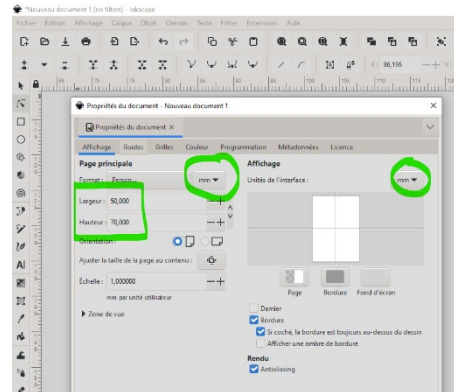 *Nouveau document 1 (no filters) - Inkscape
Fichier Edition Affichage Calque Objet Chemin Texte Filtres Extensions Aide
X: 86,196
Propriétés du document - Nouveau document 1
Propriétés du document
Affichage Guides Grilles Couleur Programmation Métadonnées Licence
Page principale
Format: Person... mm
Largeur: 50,000
Hauteur: 70,000
Orientation:
Ajuster la taille de la page au contenu:
Échelle: 1,000000
mm par unité utilisateur
Zone de vue
Affichage
Unités de l'interface: mm
Page Bordure Fond d'écran
Damier
Bordure
Si coché, la bordure est toujours au-dessus du dessin
Afficher une ombre de bordure
Rendu
Antialiasing